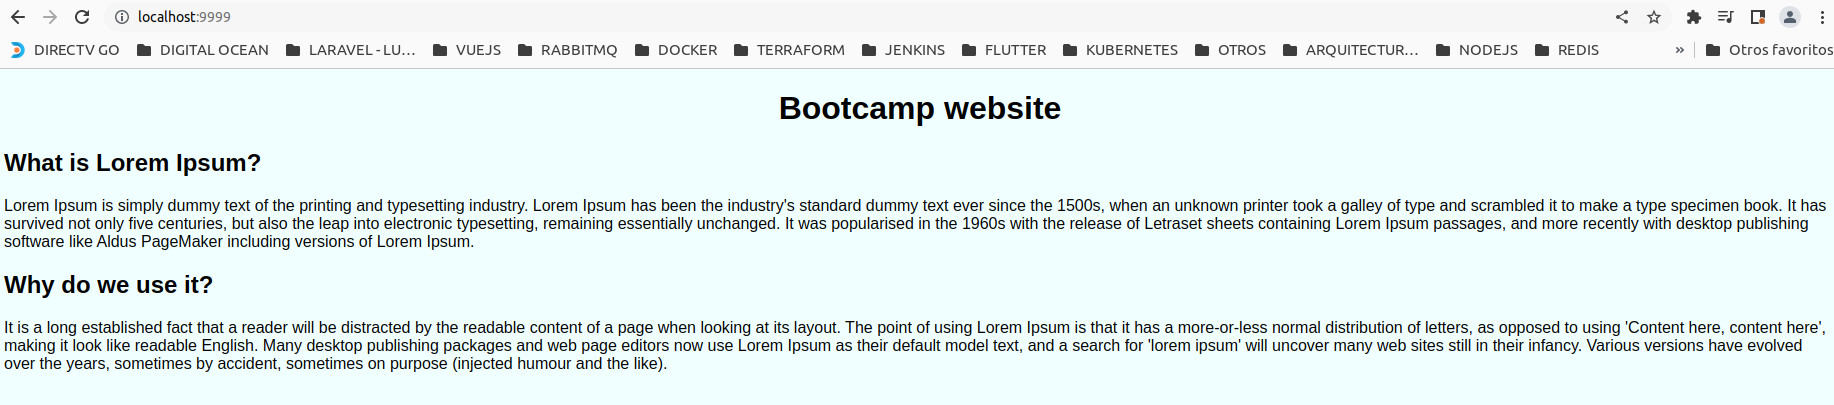 localhost:9999
DIRECTV GO DIGITAL OCEAN LARAVEL - LU... VUEJS RABBITMQ DOCKER TERRAFORM JENKINS FLUTTER KUBERNETES OTROS ARQUITECTUR... NODEJS REDIS » Otros favoritos
Bootcamp website
What is Lorem Ipsum?
Lorem Ipsum is simply dummy text of the printing and typesetting industry. Lorem Ipsum has been the industry's standard dummy text ever since the 1500s, when an unknown printer took a galley of type and scrambled it to make a type specimen book. It has
survived not only five centuries, but also the leap into electronic typesetting, remaining essentially unchanged. It was popularised in the 1960s with the release of Letraset sheets containing Lorem Ipsum passages, and more recently with desktop publishing
software like Aldus PageMaker including versions of Lorem Ipsum.
Why do we use it?
It is a long established fact that a reader will be distracted by the readable content of a page when looking at its layout. The point of using Lorem Ipsum is that it has a more-or-less normal distribution of letters, as opposed to using 'Content here, content here',
making it look like readable English. Many desktop publishing packages and web page editors now use Lorem Ipsum as their default model text, and a search for 'lorem ipsum' will uncover many web sites still in their infancy. Various versions have evolved
over the years, sometimes by accident, sometimes on purpose (injected humour and the like).